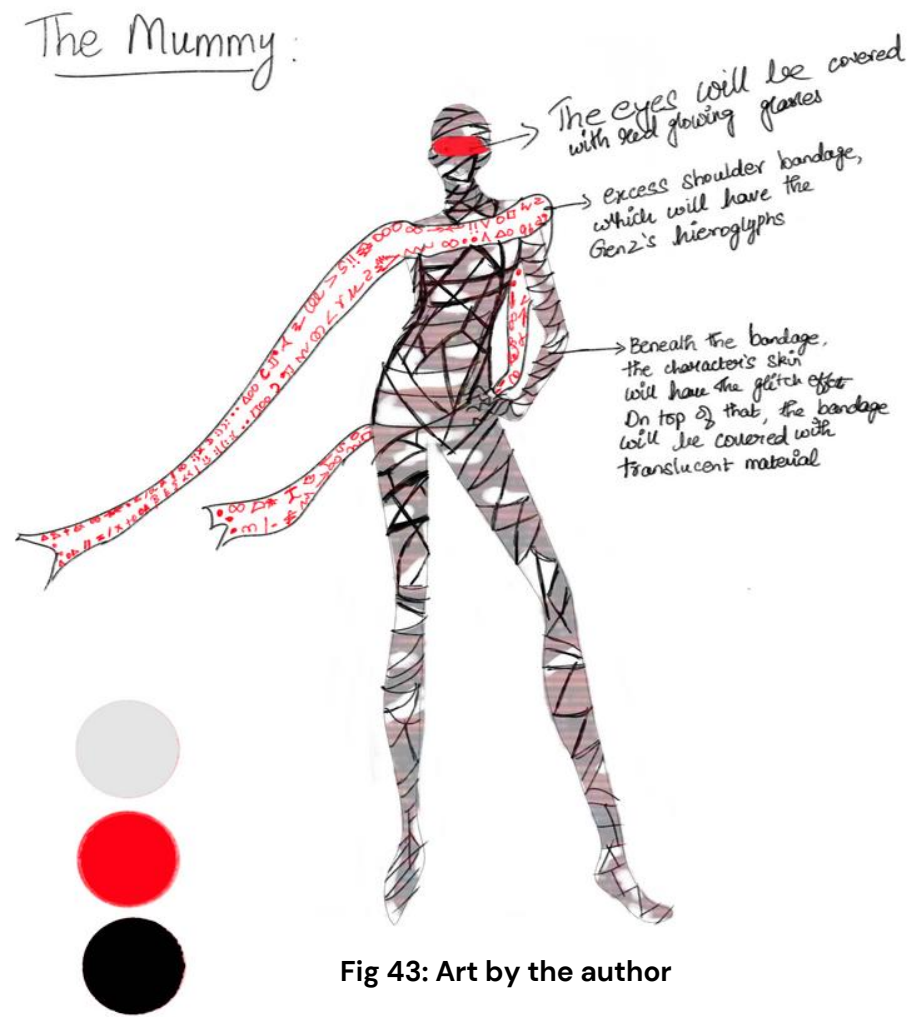 The Mummy:
The eyes will be covered
with red glowing glasses
excess shoulder bandage,
which will have the
Genz's hieroglyphs
Beneath the bandage,
the character's skin
will have the glitch effect
On top of that, the bandage
will be covered with
translucent material
Fig 43: Art by the author